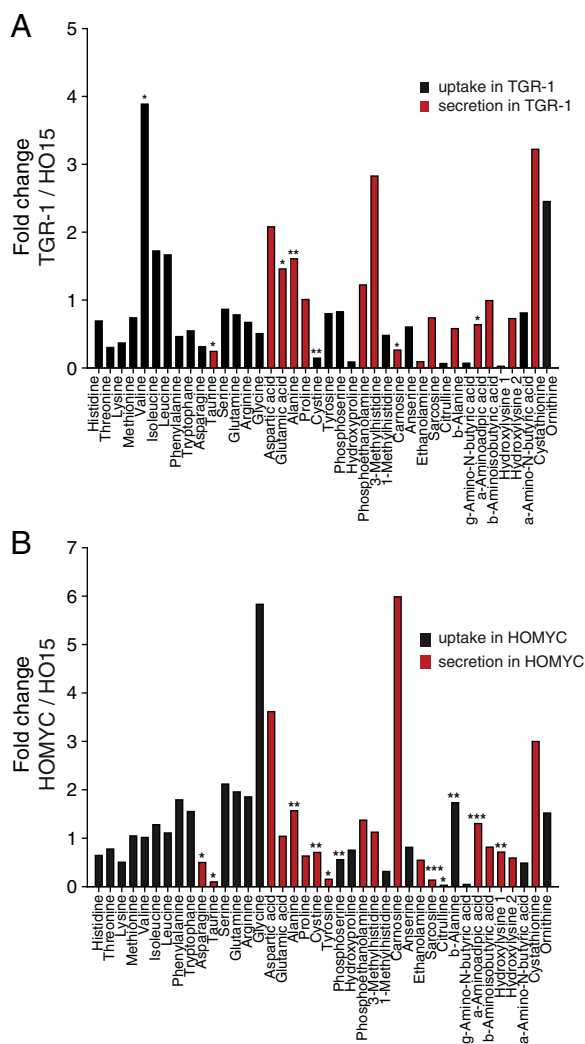 A
Fold change
TGR-1 / HO15
5
4
3
2
1
0
uptake in TGR-1
secretion in TGR-1
*
*
*
**
**
*
*
Histidine
Threonine
Lysine
Methionine
Valine
Isoleucine
Leucine
Phenylalanine
Tryptophane
Asparagine
Taurine
Serine
Glutamine
Arginine
Glycine
Aspartic acid
Glutamic acid
Alanine
Proline
Cystine
Tyrosine
Phosphoserine
Hydroxyproline
Phosphoethanolamine
3-Methylhistidine
1-Methylhistidine
Carnosine
Anserine
Ethanolamine
Sarcosine
Citrulline
b-Alanine
g-Amino-N-butyric acid
a-Aminoadipic acid
b-Aminoisobutyric acid
Hydroxylysine 1
Hydroxylysine 2
a-Amino-N-butyric acid
Cystathionine
Ornithine
B
Fold change
HOMYC / HO15
7
6
5
4
3
2
1
0
uptake in HOMYC
secretion in HOMYC
*
*
**
**
*
**
***
*
**
***
**
Histidine
Threonine
Lysine
Methionine
Valine
Isoleucine
Leucine
Phenylalanine
Tryptophane
Asparagine
Taurine
Serine
Glutamine
Arginine
Glycine
Aspartic acid
Glutamic acid
Alanine
Proline
Cystine
Tyrosine
Phosphoserine
Hydroxyproline
Phosphoethanolamine
3-Methylhistidine
1-Methylhistidine
Carnosine
Anserine
Ethanolamine
Sarcosine
Citrulline
b-Alanine
g-Amino-N-butyric acid
a-Aminoadipic acid
b-Aminoisobutyric acid
Hydroxylysine 1
Hydroxylysine 2
a-Amino-N-butyric acid
Cystathionine
Ornithine